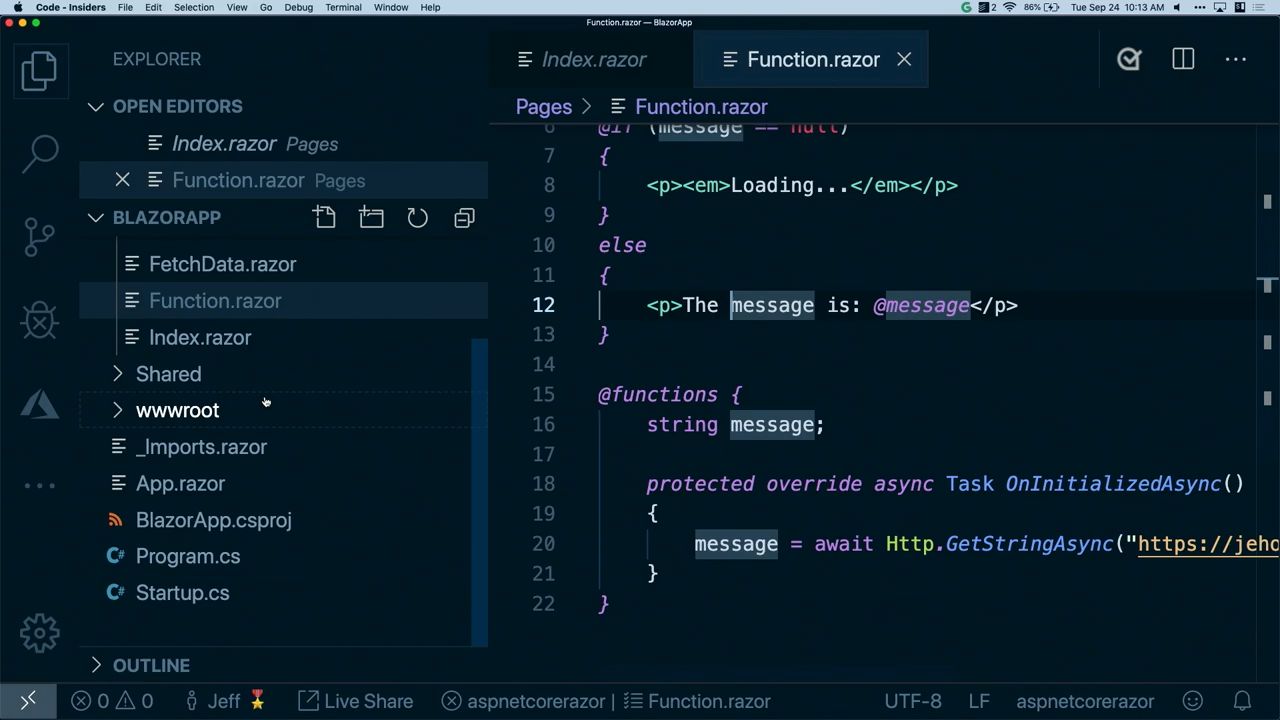 Code - Insiders File Edit Selection View Go Debug Terminal Window Help 2 86% Tue Sep 24 10:13 AM
Function.razor — BlazorApp
EXPLORER
OPEN EDITORS
Index.razor Pages
Function.razor Pages
BLAZORAPP
FetchData.razor
Function.razor
Index.razor
Shared
wwwroot
_Imports.razor
App.razor
BlazorApp.csproj
C# Program.cs
C# Startup.cs
OUTLINE
Index.razor Function.razor
Pages > Function.razor
6 @if (message == null)
7 {
8 <p><em>Loading...</em></p>
9 }
10 else
11 {
12 <p>The message is: @message</p>
13 }
14
15 @functions {
16 string message;
17
18 protected override async Task OnInitializedAsync()
19 {
20 message = await Http.GetStringAsync("https://jeho
21 }
22 }
0 0 Jeff Live Share aspnetcorerazor | Function.razor UTF-8 LF aspnetcorerazor